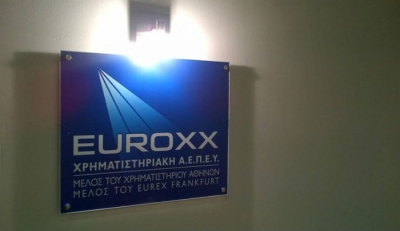 EUROXX
ΧΡΗΜΑΤΙΣΤΗΡΙΑΚΗ Α.Ε.Π.Ε.Υ.
ΜΕΛΟΣ ΤΟΥ ΧΡΗΜΑΤΙΣΤΗΡΙΟΥ ΑΘΗΝΩΝ
ΜΕΛΟΣ ΤΟΥ EUREX FRANKFURT